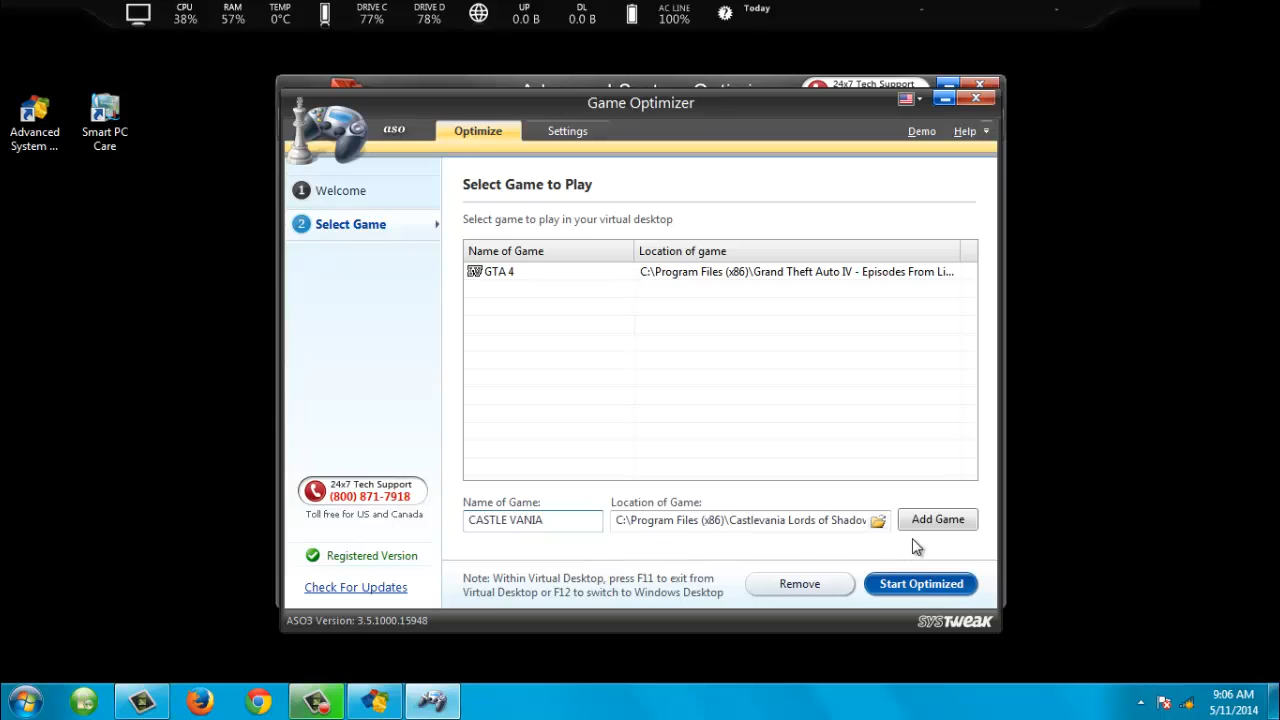 CPU RAM TEMP DRIVE C DRIVE D UP DL AC LINE Today
38% 57% 0°C 77% 78% 0.0 B 0.0 B 100%
24x7 Tech Support
Game Optimizer
Advanced
System ...
Smart PC
Care
aso
Optimize
Settings
Demo
Help
1 Welcome
2 Select Game
Select Game to Play
Select game to play in your virtual desktop
Name of Game
Location of game
GTA 4
C:\Program Files (x86)\Grand Theft Auto IV - Episodes From Li...
24x7 Tech Support
(800) 871-7918
Toll free for US and Canada
Registered Version
Check For Updates
Name of Game:
Location of Game:
CASTLE VANIA
C:\Program Files (x86)\Castlevania Lords of Shadov
Add Game
Note: Within Virtual Desktop, press F11 to exit from
Virtual Desktop or F12 to switch to Windows Desktop
Remove
Start Optimized
ASO3 Version: 3.5.1000.15948
SYSTWEAK
9:06 AM
5/11/2014